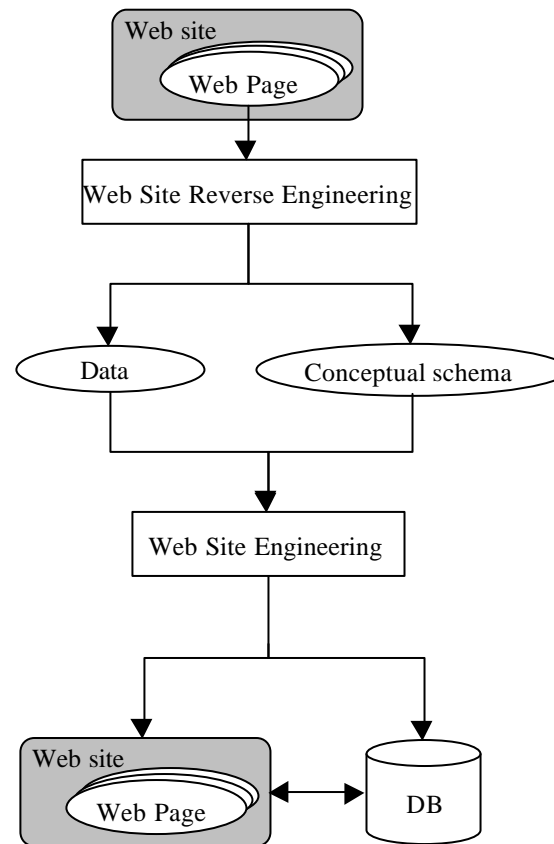 Web site
Web Page
Web Site Reverse Engineering
Data
Conceptual schema
Web Site Engineering
Web site
Web Page
DB